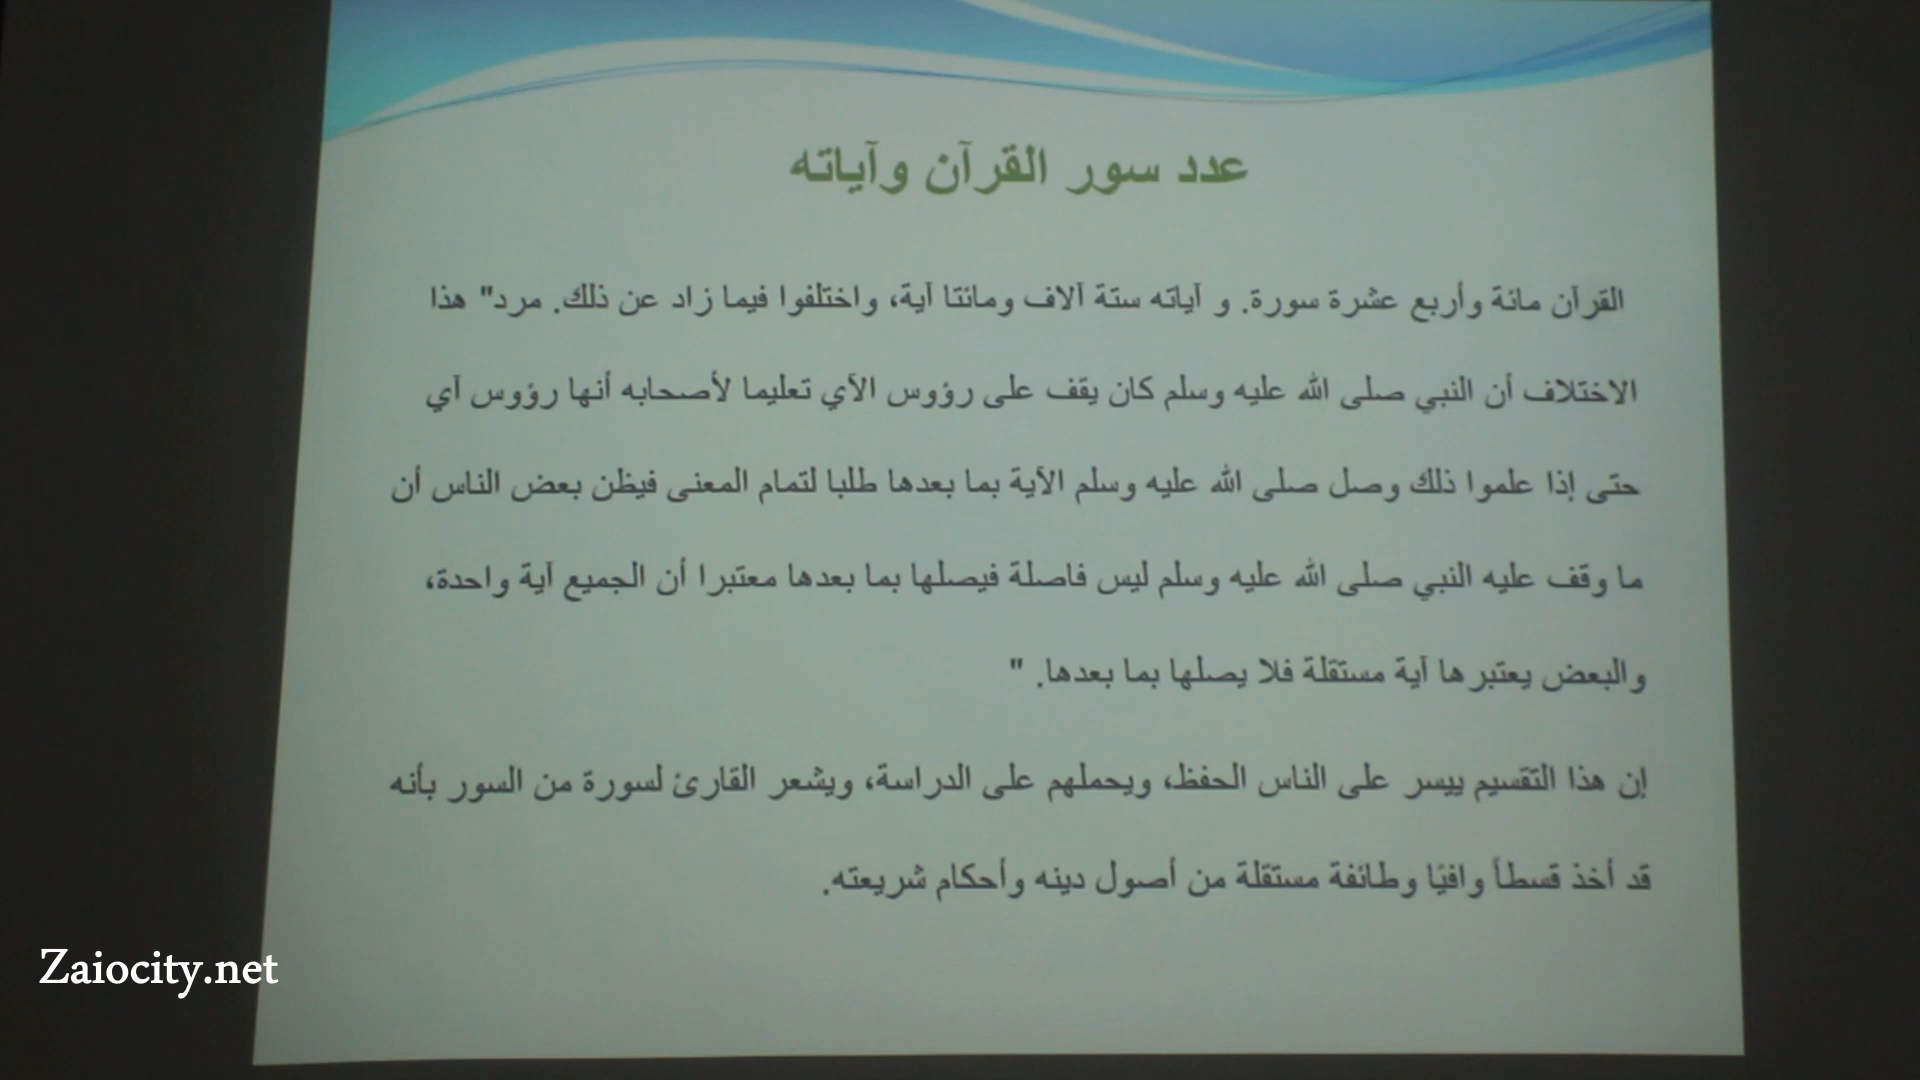 عدد سور القرآن وآياته
القرآن مائة وأربع عشرة سورة. و آياته ستة آلاف ومائتا آية، واختلفوا فيما زاد عن ذلك. مرد" هذا
الاختلاف أن النبي صلى الله عليه وسلم كان يقف على رؤوس الآي تعليما لأصحابه أنها رؤوس آي
حتى إذا علموا ذلك وصل صلى الله عليه وسلم الآية بما بعدها طلبا لتمام المعنى فيظن بعض الناس أن
ما وقف عليه النبي صلى الله عليه وسلم ليس فاصلة فيصلها بما بعدها معتبرا أن الجميع آية واحدة،
والبعض يعتبرها آية مستقلة فلا يصلها بما بعدها. "
إن هذا التقسيم ييسر على الناس الحفظ، ويحملهم على الدراسة، ويشعر القارئ لسورة من السور بأنه
قد أخذ قسطأ وافيًا وطائفة مستقلة من أصول دينه وأحكام شريعته.
Zaiocity.net